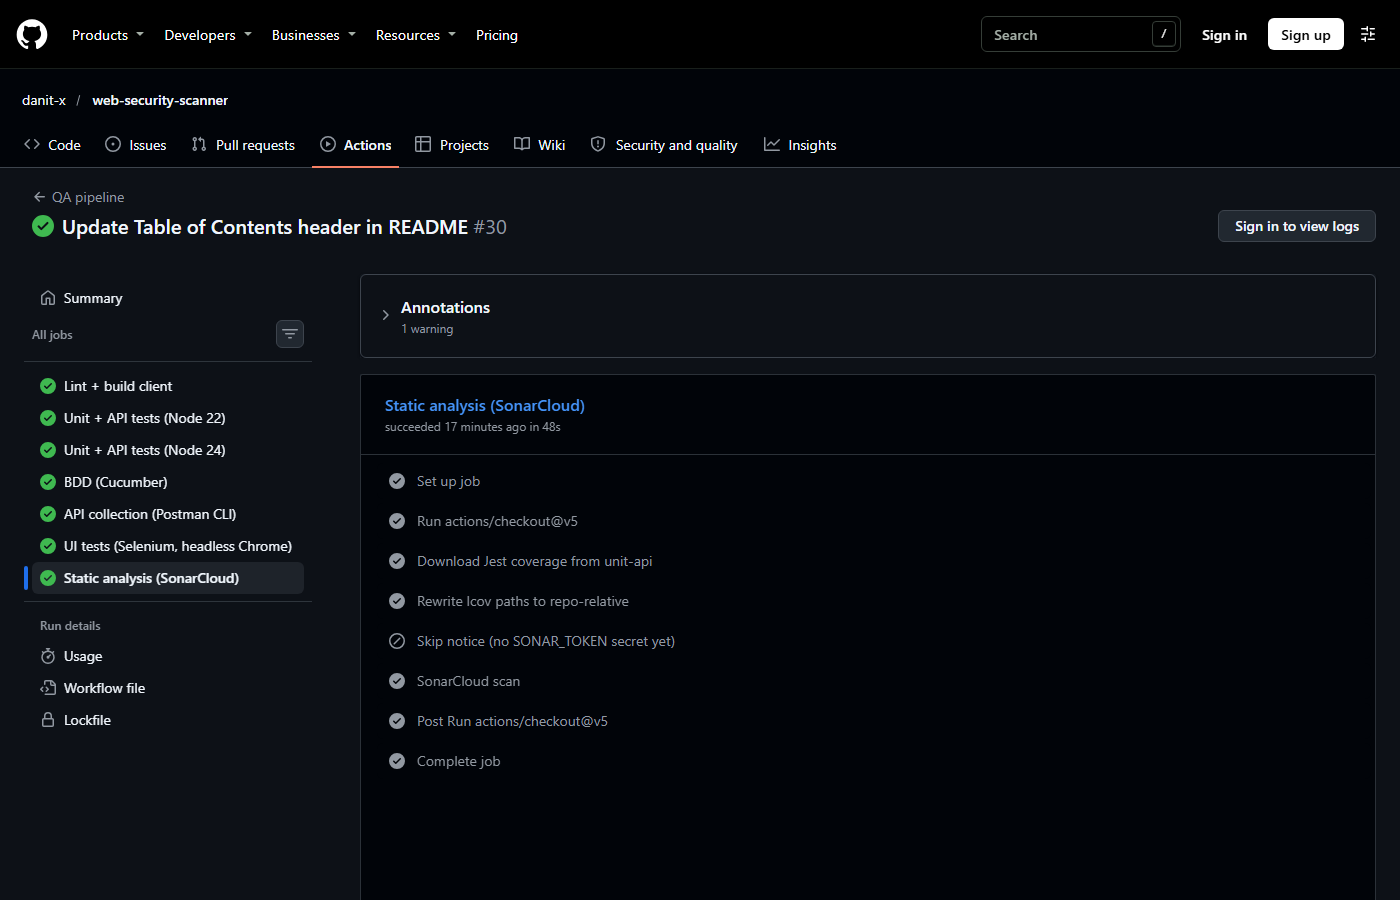 Products Developers Businesses Resources Pricing Search / Sign in Sign up
danit-x / web-security-scanner
Code Issues Pull requests Actions Projects Wiki Security and quality Insights
QA pipeline
Update Table of Contents header in README #30
Sign in to view logs
Summary
All jobs
Lint + build client
Unit + API tests (Node 22)
Unit + API tests (Node 24)
BDD (Cucumber)
API collection (Postman CLI)
UI tests (Selenium, headless Chrome)
Static analysis (SonarCloud)
Run details
Usage
Workflow file
Lockfile
Annotations
1 warning
Static analysis (SonarCloud)
succeeded 17 minutes ago in 48s
Set up job
Run actions/checkout@v5
Download Jest coverage from unit-api
Rewrite lcov paths to repo-relative
Skip notice (no SONAR_TOKEN secret yet)
SonarCloud scan
Post Run actions/checkout@v5
Complete job